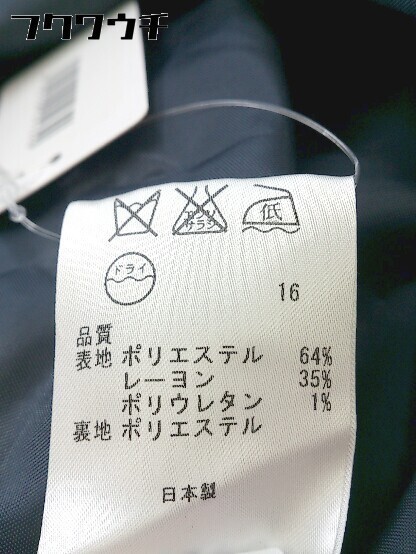 フクウウチ
エンソ
サラシ
低
ドライ
16
品質
表地 ポリエステル 64%
レーヨン 35%
ポリウレタン 1%
裏地 ポリエステル
日本製